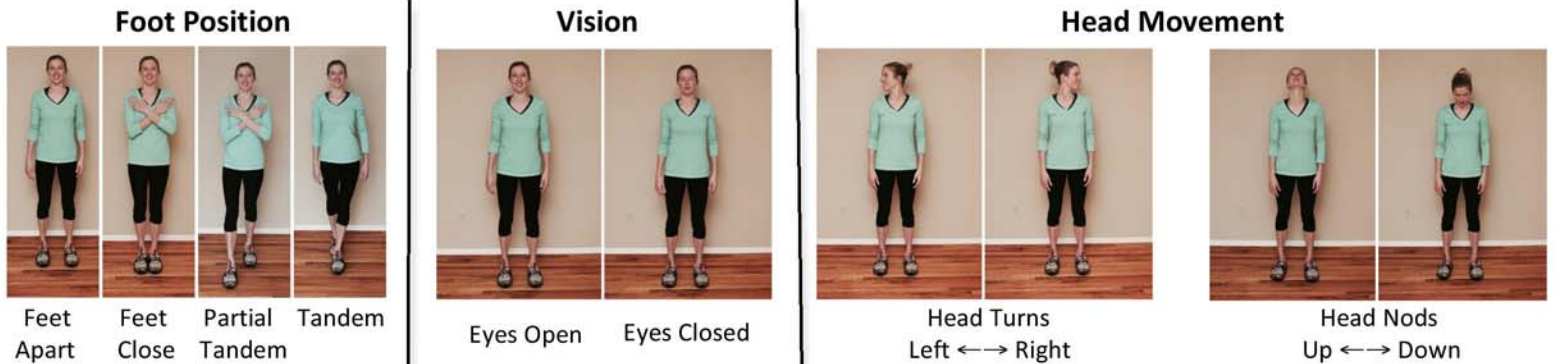 Foot Position
Feet
Apart
Feet
Close
Partial
Tandem
Tandem
Vision
Eyes Open
Eyes Closed
Head Movement
Head Turns
Left ←→ Right
Head Nods
Up ←→ Down